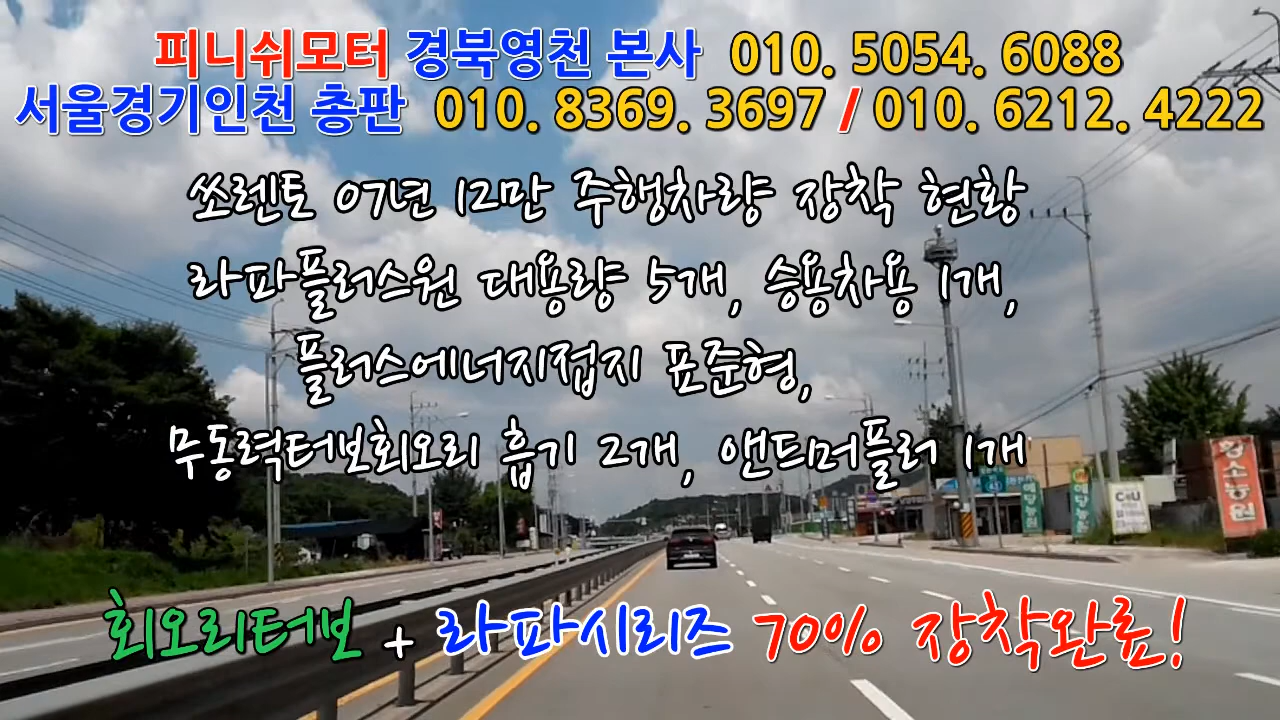 피니쉬모터 경북영천 본사 010. 5054. 6088
서울경기인천 총판 010. 8369. 3697 / 010. 6212. 4222
쏘렌토 07년 12만 주행차량 장착 현황
라파플러스원 대용량 5개, 승용차용 1개,
플러스에너지접지 표준형,
무동력터보회오리 흡기 2개, 앤드머플러 1개
황소농원
CU
회오리터보 + 라파시리즈 70% 장착완료!